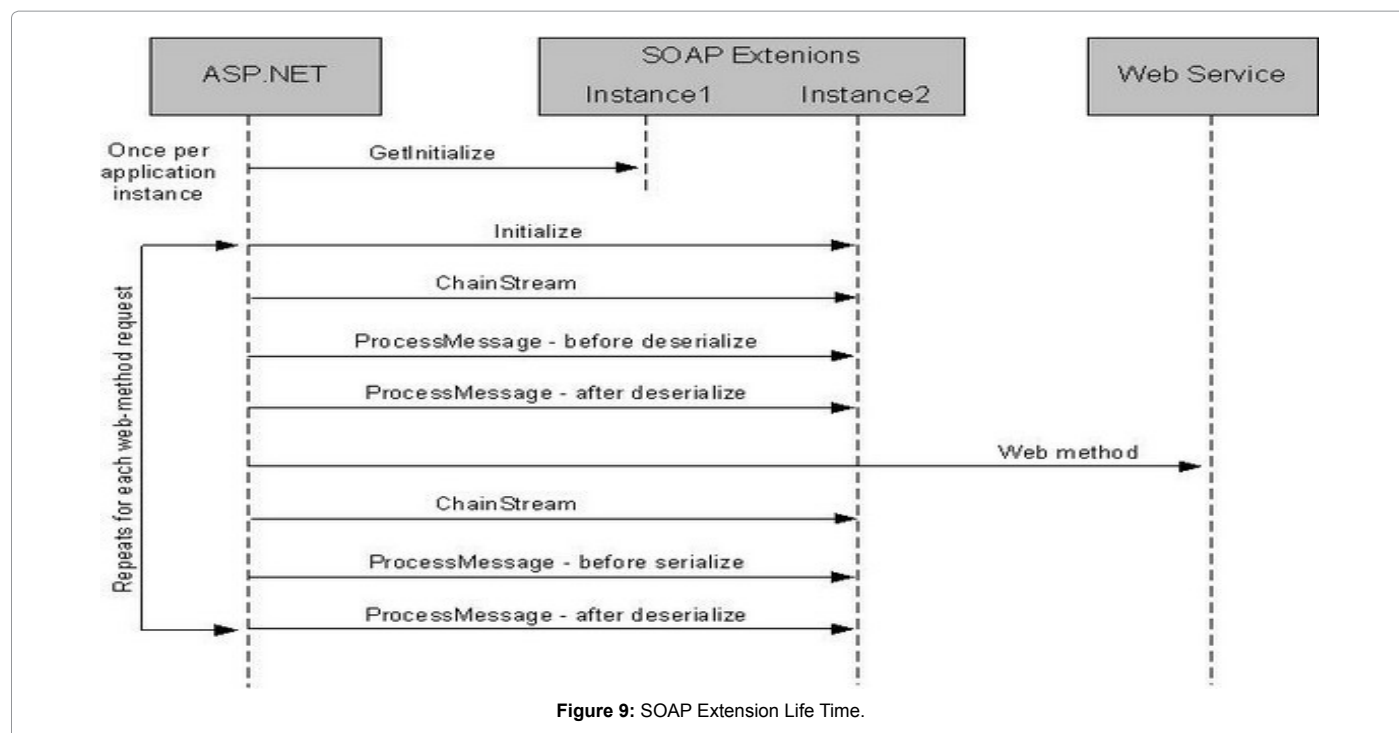 ASP.NET
SOAP Extenions
Instance1
Instance2
Web Service
Once per
application
instance
GetInitialize
Initialize
ChainStream
ProcessMessage - before deserialize
ProcessMessage - after deserialize
Web method
ChainStream
ProcessMessage - before serialize
ProcessMessage - after deserialize
Repeats for each web-method request
Figure 9: SOAP Extension Life Time.